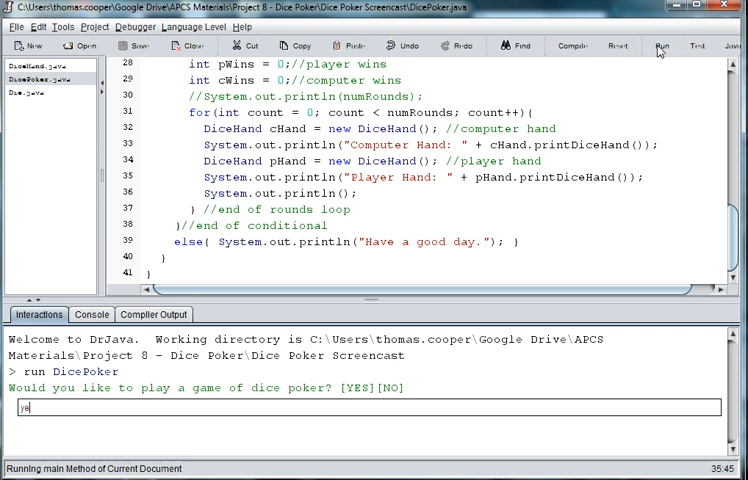 C:\Users\thomas.cooper\Google Drive\APCS Materials\Project 8 - Dice Poker\Dice Poker Screencast\DicePoker.java
File Edit Tools Project Debugger Language Level Help
New Open Save Close Cut Copy Paste Undo Redo Find Compile Reset Run Test
DiceHand.java
DicePoker.java
Die.java
28 int pWins = 0;//player wins
29 int cWins = 0;//computer wins
30 //System.out.println(numRounds);
31 for(int count = 0; count < numRounds; count++){
32 DiceHand cHand = new DiceHand(); //computer hand
33 System.out.println("Computer Hand: " + cHand.printDiceHand());
34 DiceHand pHand = new DiceHand(); //player hand
35 System.out.println("Player Hand: " + pHand.printDiceHand());
36 System.out.println();
37 } //end of rounds loop
38 }//end of conditional
39 else{ System.out.println("Have a good day."); }
40 }
41 }
Interactions Console Compiler Output
Welcome to DrJava. Working directory is C:\Users\thomas.cooper\Google Drive\APCS
Materials\Project 8 - Dice Poker\Dice Poker Screencast
> run DicePoker
Would you like to play a game of dice poker? [YES][NO]
ye
Running main Method of Current Document 35:45